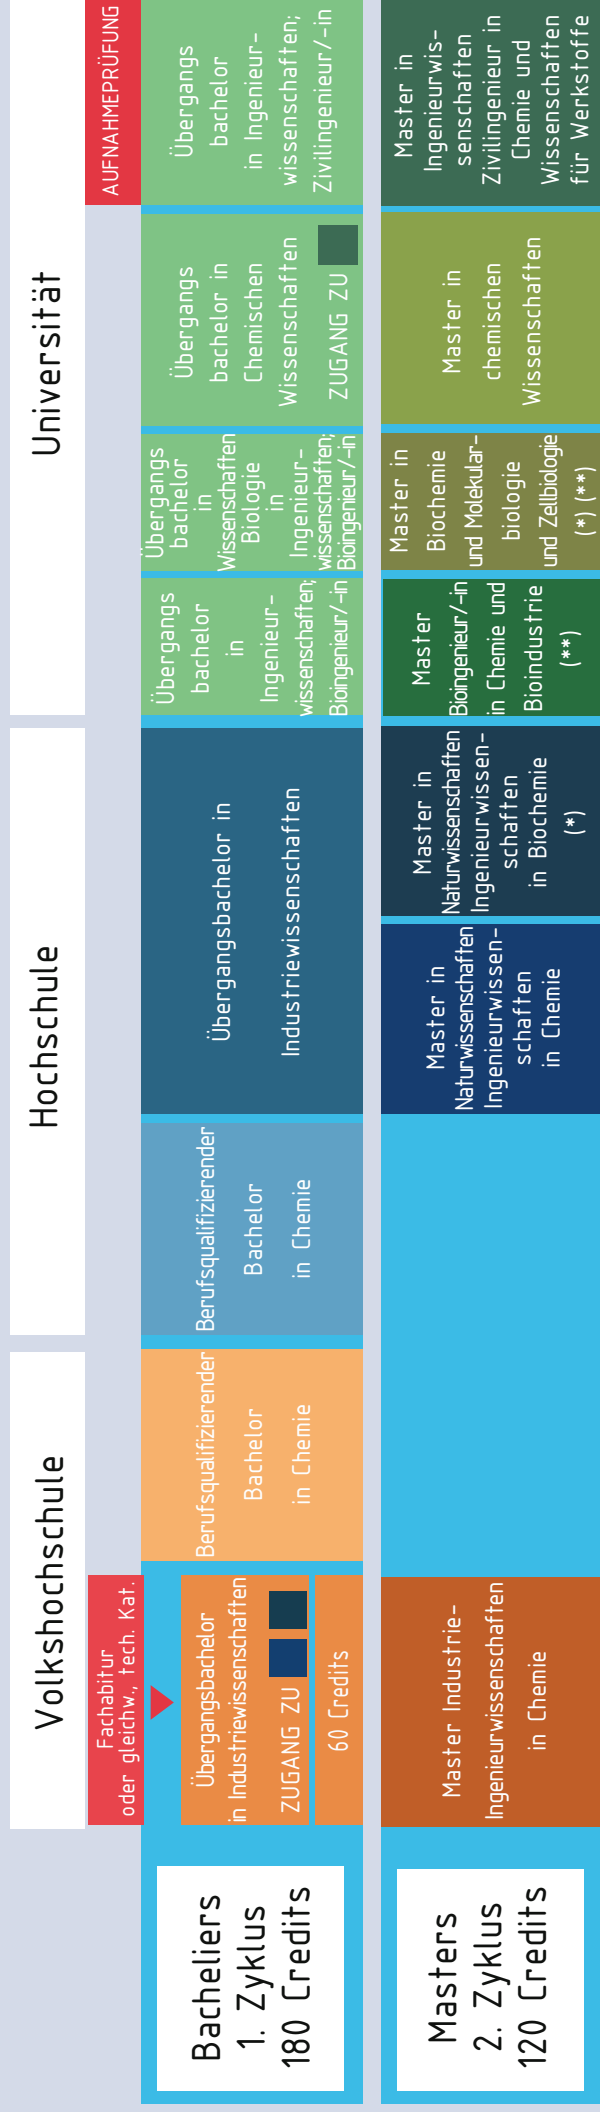 Volkshochschule
Hochschule
Universität
Fachabitur
oder gleichw., tech. Kat.
AUFNAHMEPRÜFUNG
Bacheliers
1. Zyklus
180 Credits
Übergangsbachelor
in Industriewissenschaften
ZUGANG ZU
60 Credits
Berufsqualifizierender
Bachelor
in Chemie
Berufsqualifizierender
Bachelor
in Chemie
Übergangsbachelor in
Industriewissenschaften
Übergangs
bachelor
in
Ingenieur-
wissenschaften;
Bioingenieur/-in
Übergangs
bachelor
in
Wissenschaften
Biologie
in
Ingenieur-
wissenschaften;
Bioingenieur/-in
Übergangs
bachelor in
Chemischen
Wissenschaften
ZUGANG ZU
Übergangs
bachelor
in Ingenieur-
wissenschaften;
Zivilingenieur/-in
Masters
2. Zyklus
120 Credits
Master Industrie-
Ingenieurwissenschaften
in Chemie
Master in
Naturwissenschaften
Ingenieurwissen-
schaften
in Chemie
Master in
Naturwissenschaften
Ingenieurwissen-
schaften
in Biochemie
(*)
Master
Bioingenieur/-in
in Chemie und
Bioindustrie
(**)
Master in
Biochemie
und Molekular-
biologie
und Zellbiologie
(*) (**)
Master in
chemischen
Wissenschaften
Master in
Ingenieurwis-
senschaften
Zivilingenieur in
Chemie und
Wissenschaften
für Werkstoffe